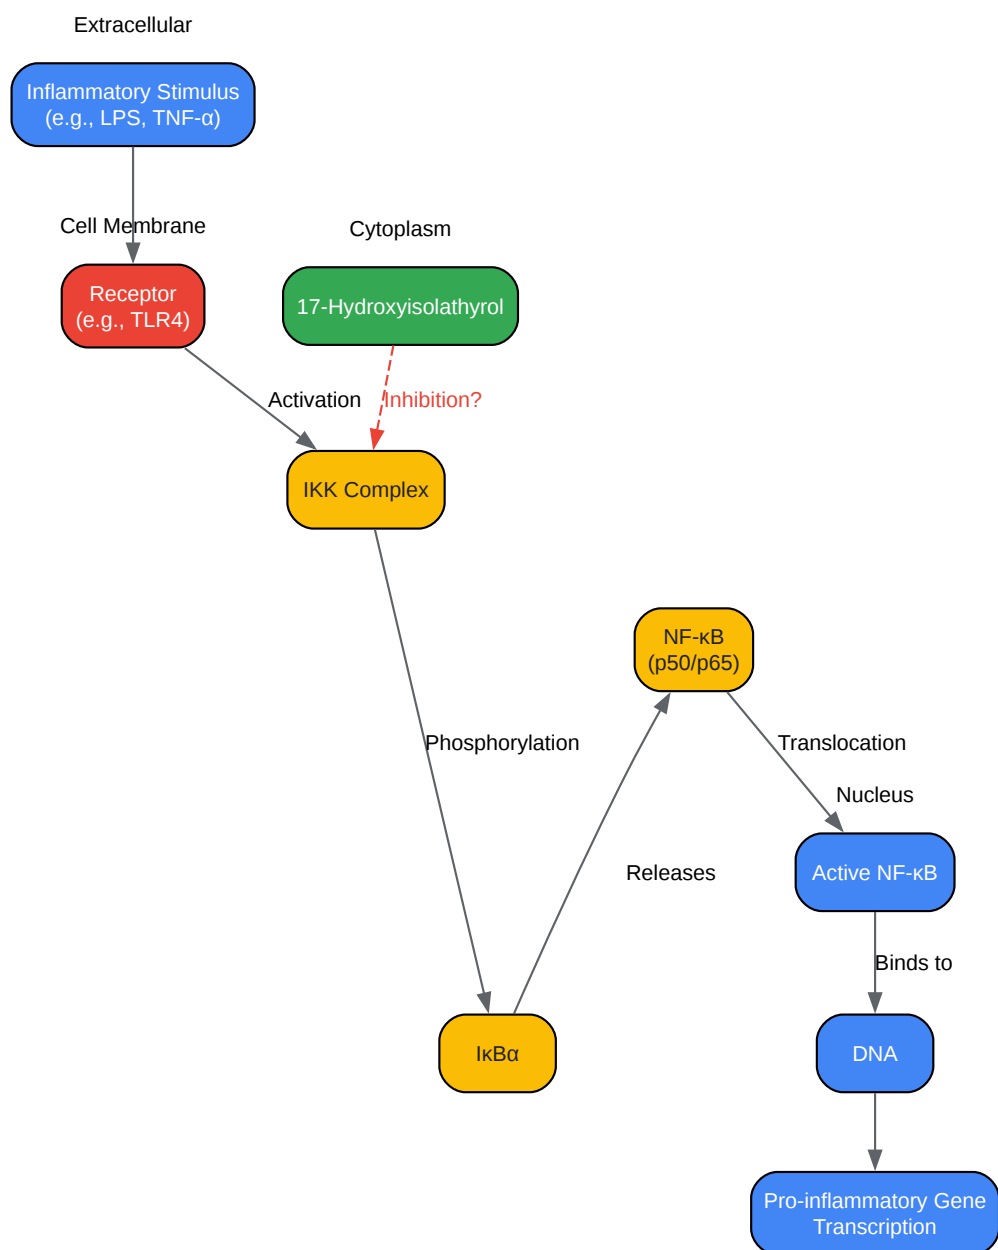 Extracellular
Inflammatory Stimulus
(e.g., LPS, TNF-α)
Cell Membrane
Cytoplasm
Receptor
(e.g., TLR4)
17-Hydroxyisolathyrol
Activation
Inhibition?
IKK Complex
NF-κB
(p50/p65)
Phosphorylation
Translocation
Nucleus
Releases
Active NF-κB
Binds to
IκBα
DNA
Pro-inflammatory Gene
Transcription